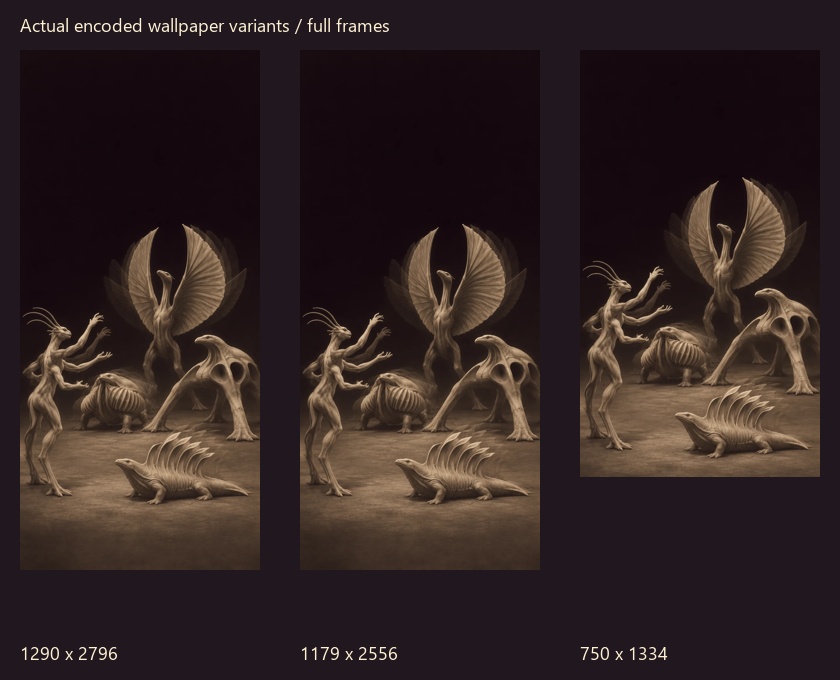 Actual encoded wallpaper variants / full frames
1290 x 2796
1179 x 2556
750 x 1334